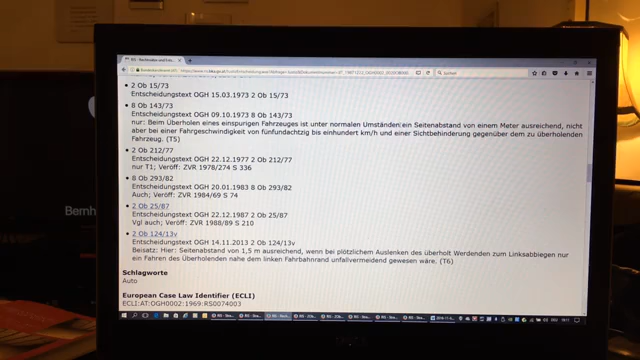 RIS - Rechtssätze und Ents
Suchen
2 Ob 15/73
Entscheidungstext OGH 15.03.1973 2 Ob 15/73
8 Ob 143/73
Entscheidungstext OGH 09.10.1973 8 Ob 143/73
nur: Beim Überholen eines einspurigen Fahrzeuges ist unter normalen Umständen ein Seitenabstand von einem Meter ausreichend, nicht
aber bei einer Fahrgeschwindigkeit von fünfundachtzig bis einhundert km/h und einer Sichtbehinderung gegenüber dem zu überholenden
Fahrzeug. (T5)
2 Ob 212/77
Entscheidungstext OGH 22.12.1977 2 Ob 212/77
nur T1; Veröff: ZVR 1978/274 S 336
8 Ob 293/82
Entscheidungstext OGH 20.01.1983 8 Ob 293/82
Auch; Veröff: ZVR 1984/69 S 74
2 Ob 25/87
Entscheidungstext OGH 22.12.1987 2 Ob 25/87
Vgl auch; Veröff: ZVR 1988/89 S 210
2 Ob 124/13v
Entscheidungstext OGH 14.11.2013 2 Ob 124/13v
Beisatz: Hier: Seitenabstand von 1,5 m ausreichend, wenn bei plötzlichem Auslenken des überholt Werdenden zum Linksabbiegen nur
ein Fahren des Überholenden nahe dem linken Fahrbahnrand unfallvermeidend gewesen wäre. (T6)
Schlagworte
Auto
European Case Law Identifier (ECLI)
ECLI:AT:OGH0002:1969:RS0074003
Bernh